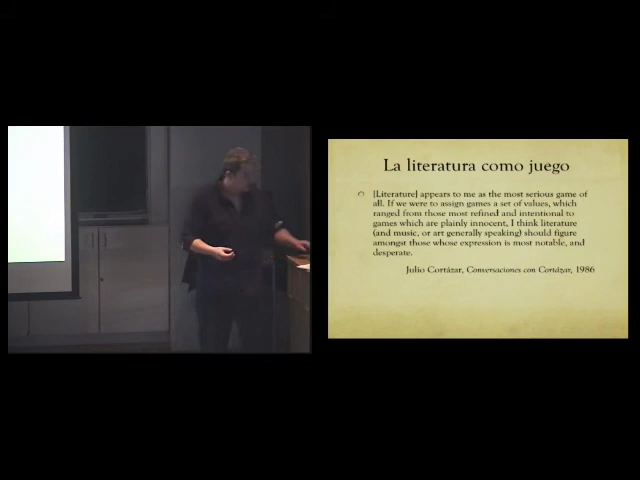 La literatura como juego
[Literature] appears to me as the most serious game of
all. If we were to assign games a set of values, which
ranged from those most refined and intentional to
games which are plainly innocent, I think literature
(and music, or art generally speaking) should figure
amongst those whose expression is most notable, and
desperate.
Julio Cortázar, Conversaciones con Cortázar, 1986